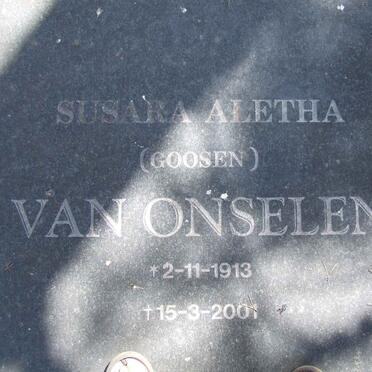 SUSARA ALETHA
(GOOSEN)
VAN ONSELEN
*2-11-1913
†15-3-2001